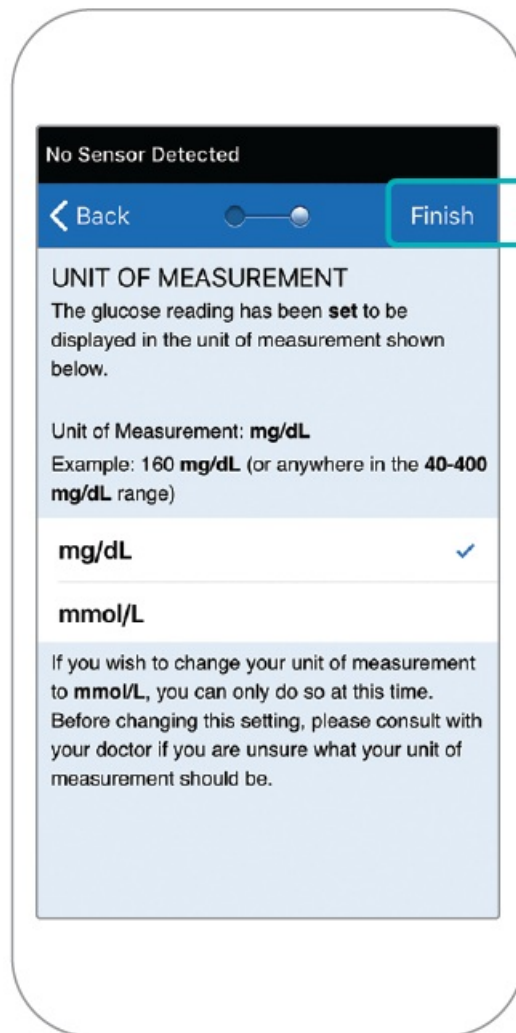 No Sensor Detected
Back
Finish
UNIT OF MEASUREMENT
The glucose reading has been set to be
displayed in the unit of measurement shown
below.
Unit of Measurement: mg/dL
Example: 160 mg/dL (or anywhere in the 40-400
mg/dL range)
mg/dL
mmol/L
If you wish to change your unit of measurement
to mmol/L, you can only do so at this time.
Before changing this setting, please consult with
your doctor if you are unsure what your unit of
measurement should be.